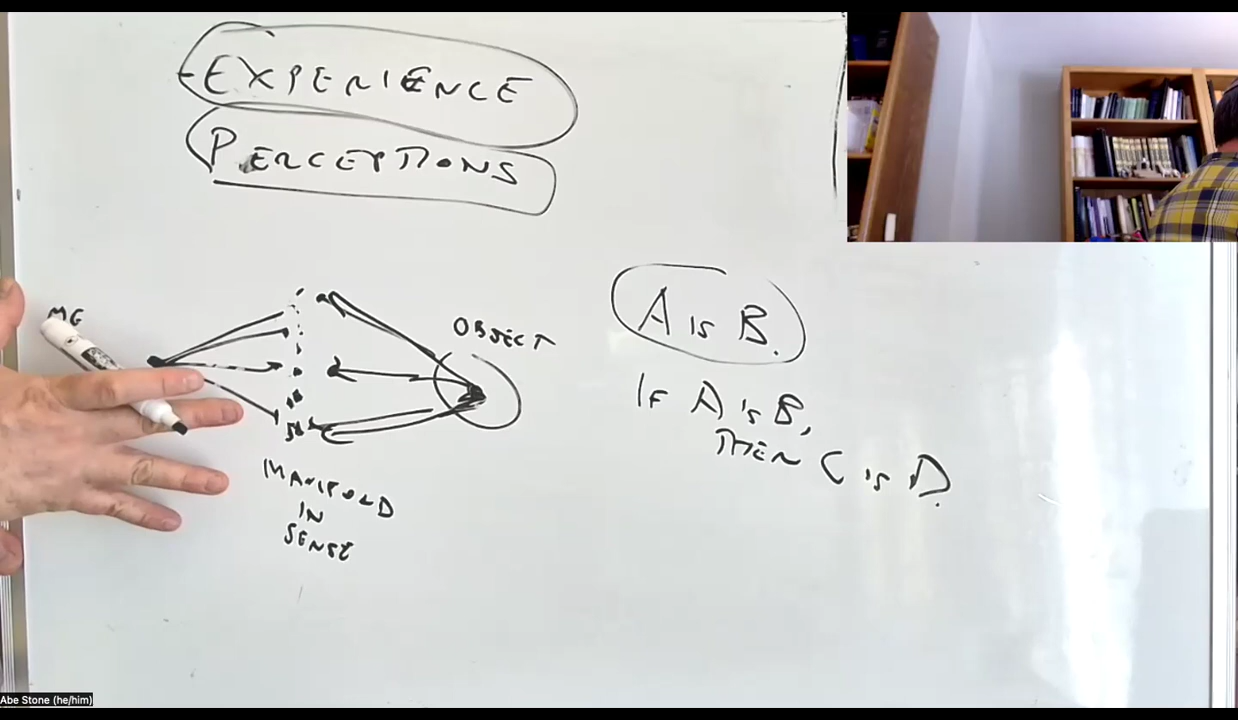 EXPERIENCE
PERCEPTIONS
ME
OBJECT
MANIFOLD
IN
SENSE
A is B.
If A is B,
THEN C is D.
Abe Stone (he/him)